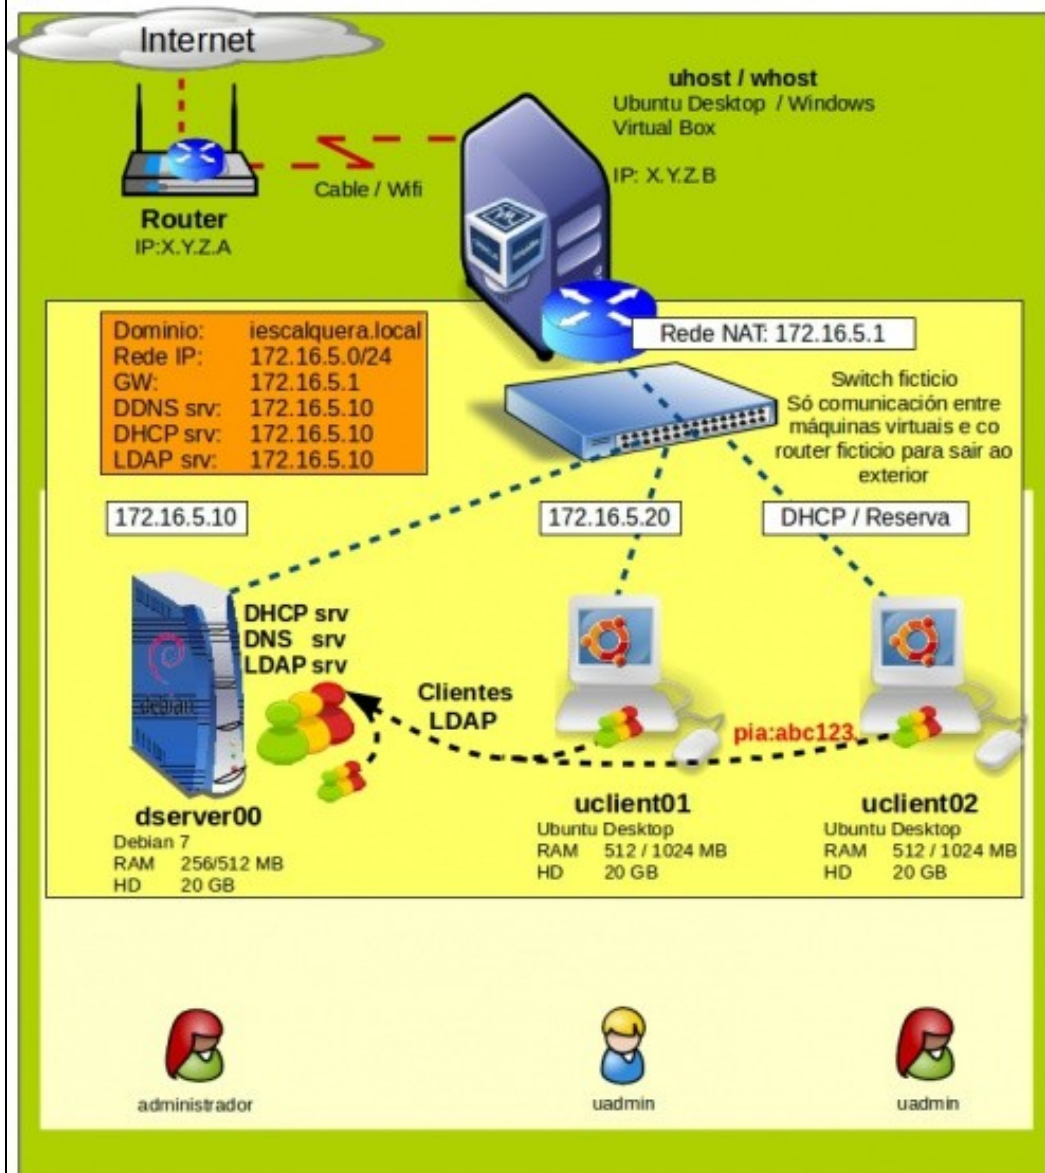 Internet
uhost / whost
Ubuntu Desktop / Windows
Virtual Box
IP: X.Y.Z.B
Cable / Wifi
Router
IP:X.Y.Z.A
Dominio: iescalquera.local
Rede IP: 172.16.5.0/24
GW: 172.16.5.1
DDNS srv: 172.16.5.10
DHCP srv: 172.16.5.10
LDAP srv: 172.16.5.10
Rede NAT: 172.16.5.1
Switch ficticio
Só comunicación entre
máquinas virtuais e co
router ficticio para sair ao
exterior
172.16.5.10
172.16.5.20
DHCP / Reserva
DHCP srv
DNS srv
LDAP srv
debian
Clientes
LDAP
pia:abc123.
dserver00
Debian 7
RAM 256/512 MB
HD 20 GB
uclient01
Ubuntu Desktop
RAM 512 / 1024 MB
HD 20 GB
uclient02
Ubuntu Desktop
RAM 512 / 1024 MB
HD 20 GB
administrador
uadmin
uadmin